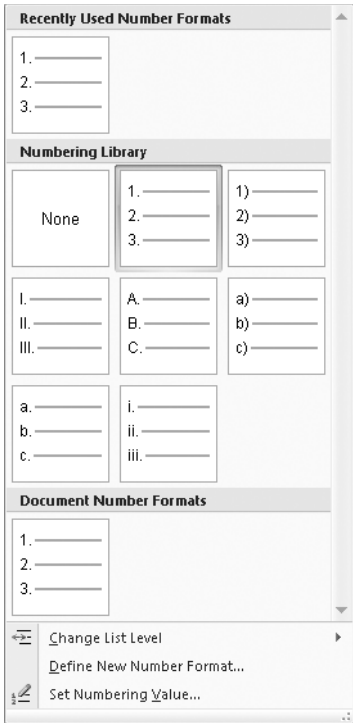 Recently Used Number Formats
1.
2.
3.
Numbering Library
None
1.
2.
3.
1)
2)
3)
I.
II.
III.
A.
B.
C.
a)
b)
c)
a.
b.
c.
i.
ii.
iii.
Document Number Formats
1.
2.
3.
Change List Level
Define New Number Format...
Set Numbering Value...